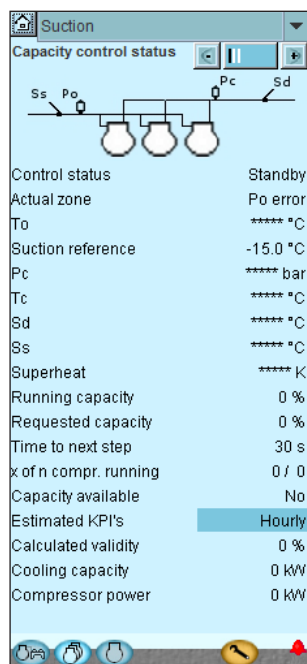 Suction
Capacity control status
Ss Po Pc Sd
Control status Standby
Actual zone Po error
To ***** °C
Suction reference -15.0 °C
Pc ***** bar
Tc ***** °C
Sd ***** °C
Ss ***** °C
Superheat ***** K
Running capacity 0 %
Requested capacity 0 %
Time to next step 30 s
x of n compr. running 0 / 0
Capacity available No
Estimated KPI's Hourly
Calculated validity 0 %
Cooling capacity 0 kW
Compressor power 0 kW